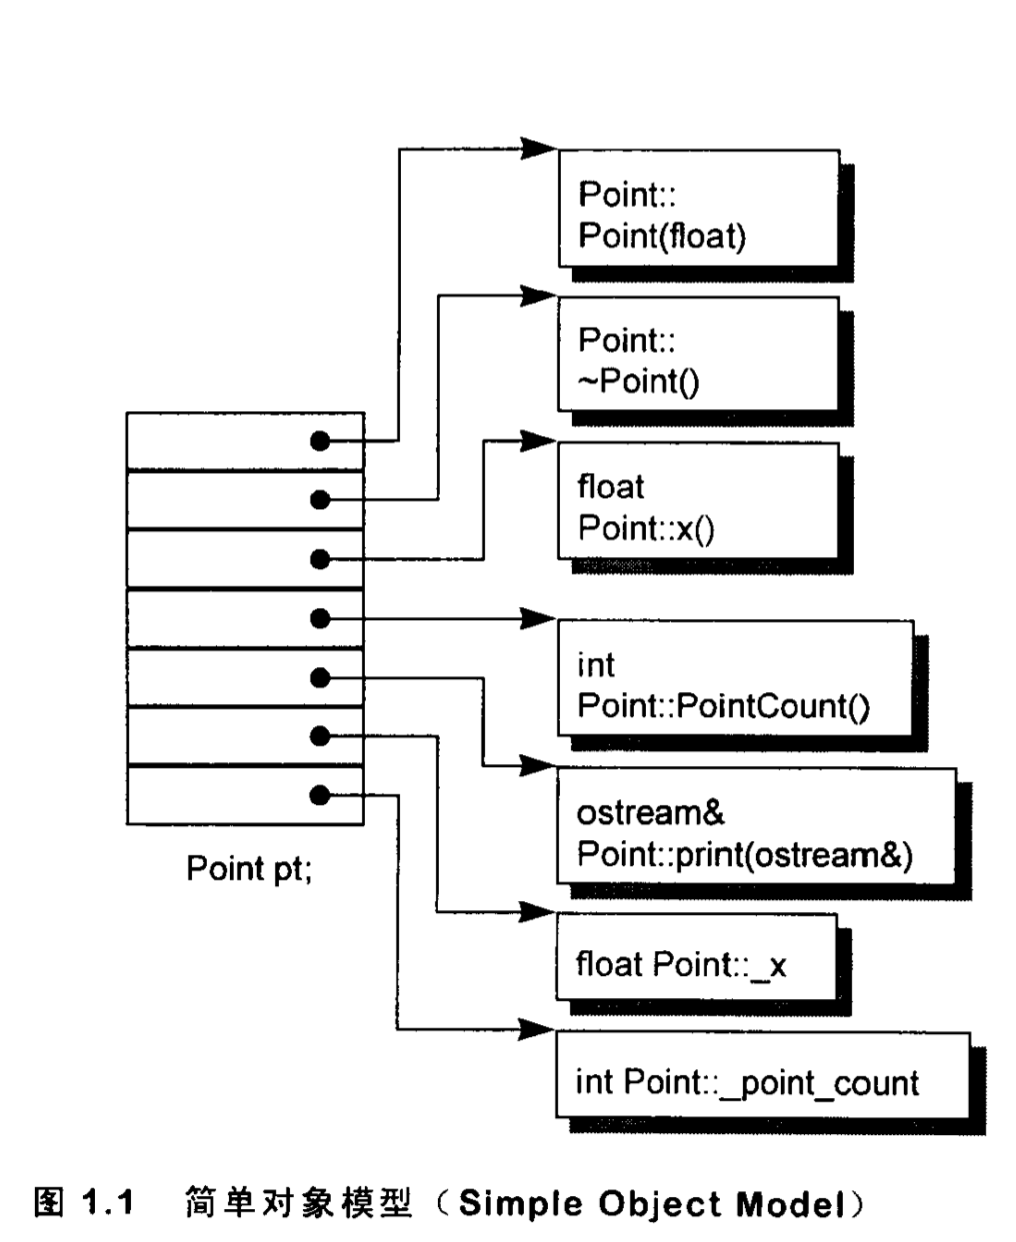 Point::
Point(float)
Point::
~Point()
float
Point::x()
int
Point::PointCount()
ostream&
Point::print(ostream&)
Point pt;
float Point::_x
int Point::_point_count
图 1.1 简单对象模型（Simple Object Model）